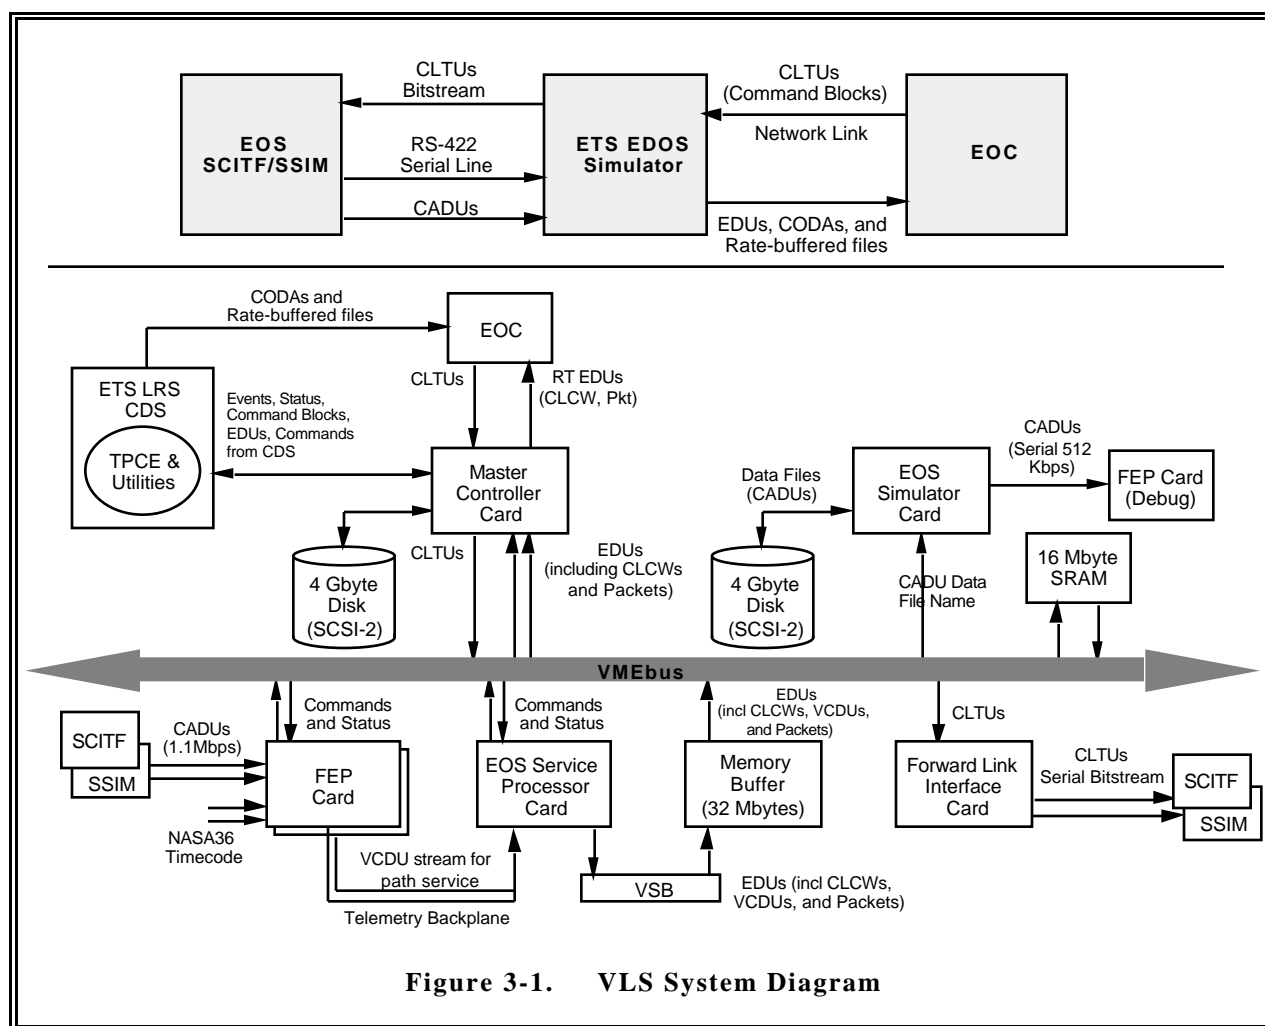 CLTUs
Bitstream
CLTUs
(Command Blocks)
EOS
SCITF/SSIM
RS-422
Serial Line
ETS EDOS
Simulator
Network Link
EOC
CADUs
EDUs, CODAs, and
Rate-buffered files
CODAs and
Rate-buffered files
EOC
ETS LRS
CDS
TPCE &
Utilities
Events, Status,
Command Blocks,
EDUs, Commands
from CDS
CLTUs
RT EDUs
(CLCW, Pkt)
Master
Controller
Card
Data Files
(CADUs)
EOS
Simulator
Card
CADUs
(Serial 512
Kbps)
FEP Card
(Debug)
4 Gbyte
Disk
(SCSI-2)
CLTUs
EDUs
(including CLCWs
and Packets)
4 Gbyte
Disk
(SCSI-2)
CADU Data
File Name
16 Mbyte
SRAM
VMEbus
SCITF
SSIM
CADUs
(1.1Mbps)
Commands
and Status
FEP
Card
NASA36
Timecode
Commands
and Status
EOS Service
Processor
Card
EDUs
(incl CLCWs, VCDUs,
and Packets)
Memory
Buffer
(32 Mbytes)
CLTUs
Forward Link
Interface
Card
CLTUs
Serial Bitstream
SCITF
SSIM
VCDU stream for
path service
Telemetry Backplane
VSB
EDUs (incl CLCWs,
VCDUs, and Packets)
Figure 3-1. VLS System Diagram